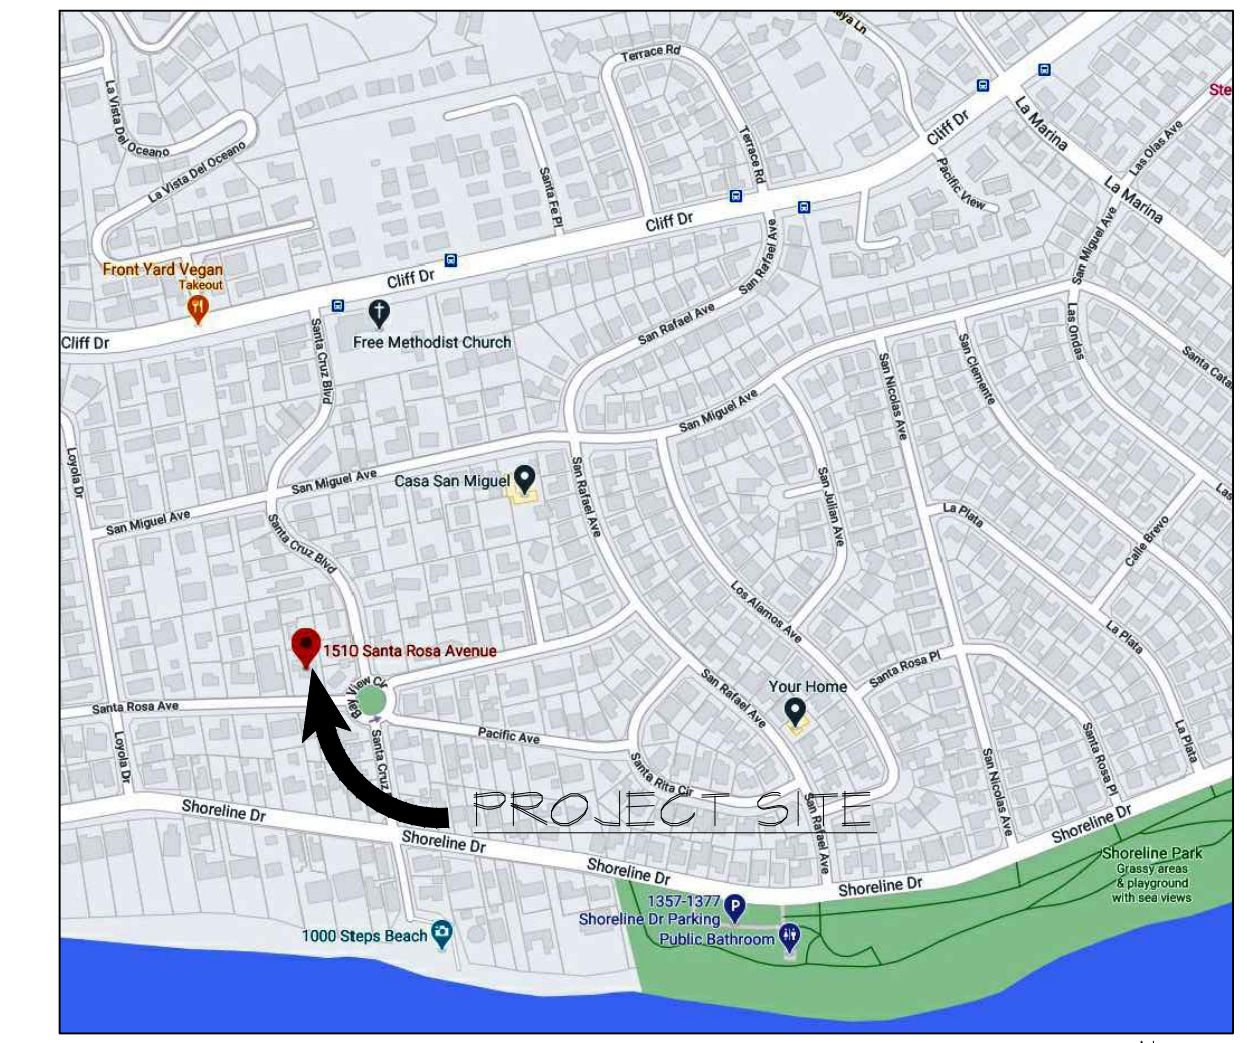 La Vista Del Oceano
La Vista Del Oceano
Terrace Rd
Terrace Rd
Santa Fe Pl
Cliff Dr
La Marina
Ste
Las Olas Ave
La Marina
Pacific View
Cliff Dr
San Miguel Ave
San Rafael Ave
Front Yard Vegan
Takeout
Cliff Dr
Cliff Dr
Free Methodist Church
Santa Cruz Blvd
San Rafael Ave
Las Ondas
Santa Cata
San Clemente
San Nicolas Ave
San Miguel Ave
Loyola Dr
San Miguel Ave
Casa San Miguel
San Rafael Ave
San Julian Ave
San Miguel Ave
Santa Cruz Blvd
La Plata
Calle Brevo
Las
Los Alamos Ave
La Plata
1510 Santa Rosa Avenue
Santa Rosa Pl
Bay View Cir
San Rafael Ave
Your Home
Santa Rosa Ave
Pacific Ave
Loyola Dr
Santa Cruz
Santa Rita Cir
San Nicolas Ave
Santa Rosa Pl
La Plata
PROJECT SITE
Shoreline Dr
Shoreline Dr
San Rafael Ave
Shoreline Dr
Shoreline Dr
Shoreline Dr
Shoreline Park
Grassy areas
& playground
with sea views
1357-1377
Shoreline Dr Parking
P
Public Bathroom
1000 Steps Beach